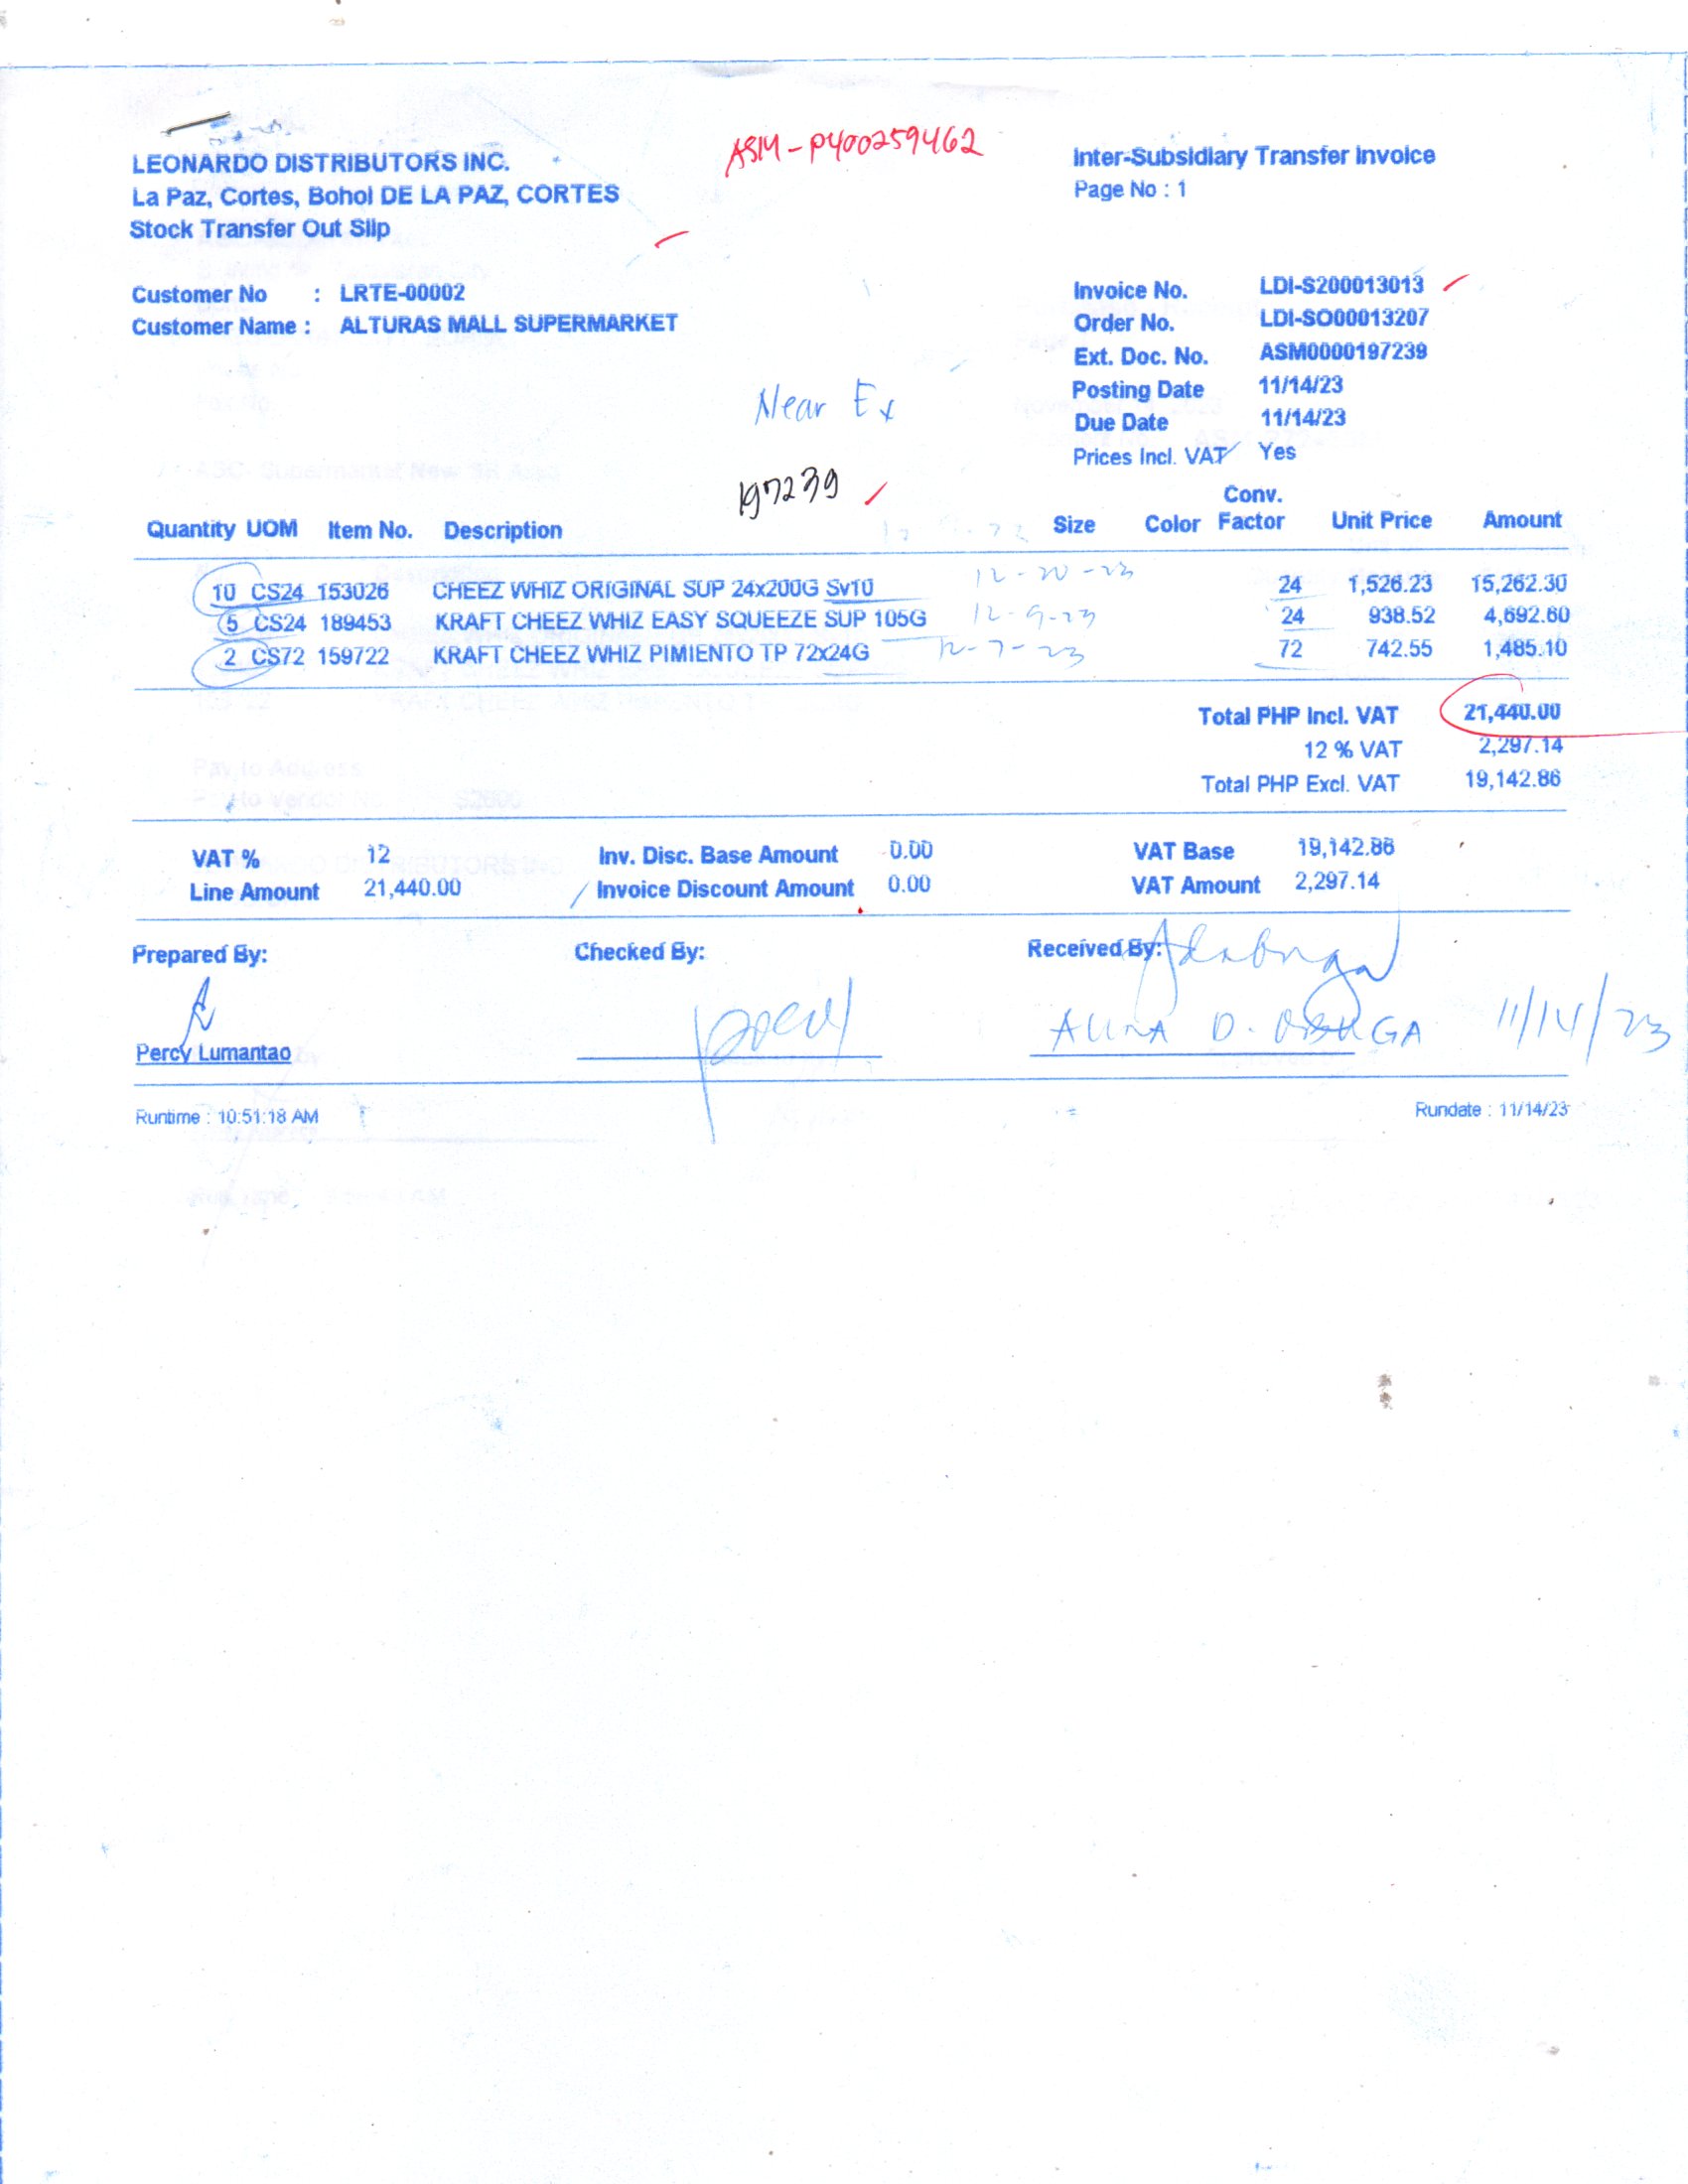 ASM-P400259462
LEONARDO DISTRIBUTORS INC.
La Paz, Cortes, Bohol DE LA PAZ, CORTES
Stock Transfer Out Slip
Inter-Subsidiary Transfer Invoice
Page No : 1
Customer No : LRTE-00002
Customer Name : ALTURAS MALL SUPERMARKET
Invoice No. LDI-S200013013
Order No. LDI-SO00013207
Ext. Doc. No. ASM0000197239
Posting Date 11/14/23
Due Date 11/14/23
Prices Incl. VAT Yes
Near Ex
197239
Quantity UOM Item No. Description Size Color Conv. Factor Unit Price Amount
10 CS24 153026 CHEEZ WHIZ ORIGINAL SUP 24x200G Sv10 12-20-23 24 1,526.23 15,262.30
5 CS24 189453 KRAFT CHEEZ WHIZ EASY SQUEEZE SUP 105G 12-9-23 24 938.52 4,692.60
2 CS72 159722 KRAFT CHEEZ WHIZ PIMIENTO TP 72x24G 12-7-23 72 742.55 1,485.10
Total PHP Incl. VAT 21,440.00
12 % VAT 2,297.14
Total PHP Excl. VAT 19,142.86
VAT % 12 Inv. Disc. Base Amount 0.00 VAT Base 19,142.86
Line Amount 21,440.00 Invoice Discount Amount 0.00 VAT Amount 2,297.14
Prepared By: Checked By: Received By:
Percy Lumantao D. 11/14/23
Runtime : 10:51:18 AM Rundate : 11/14/23